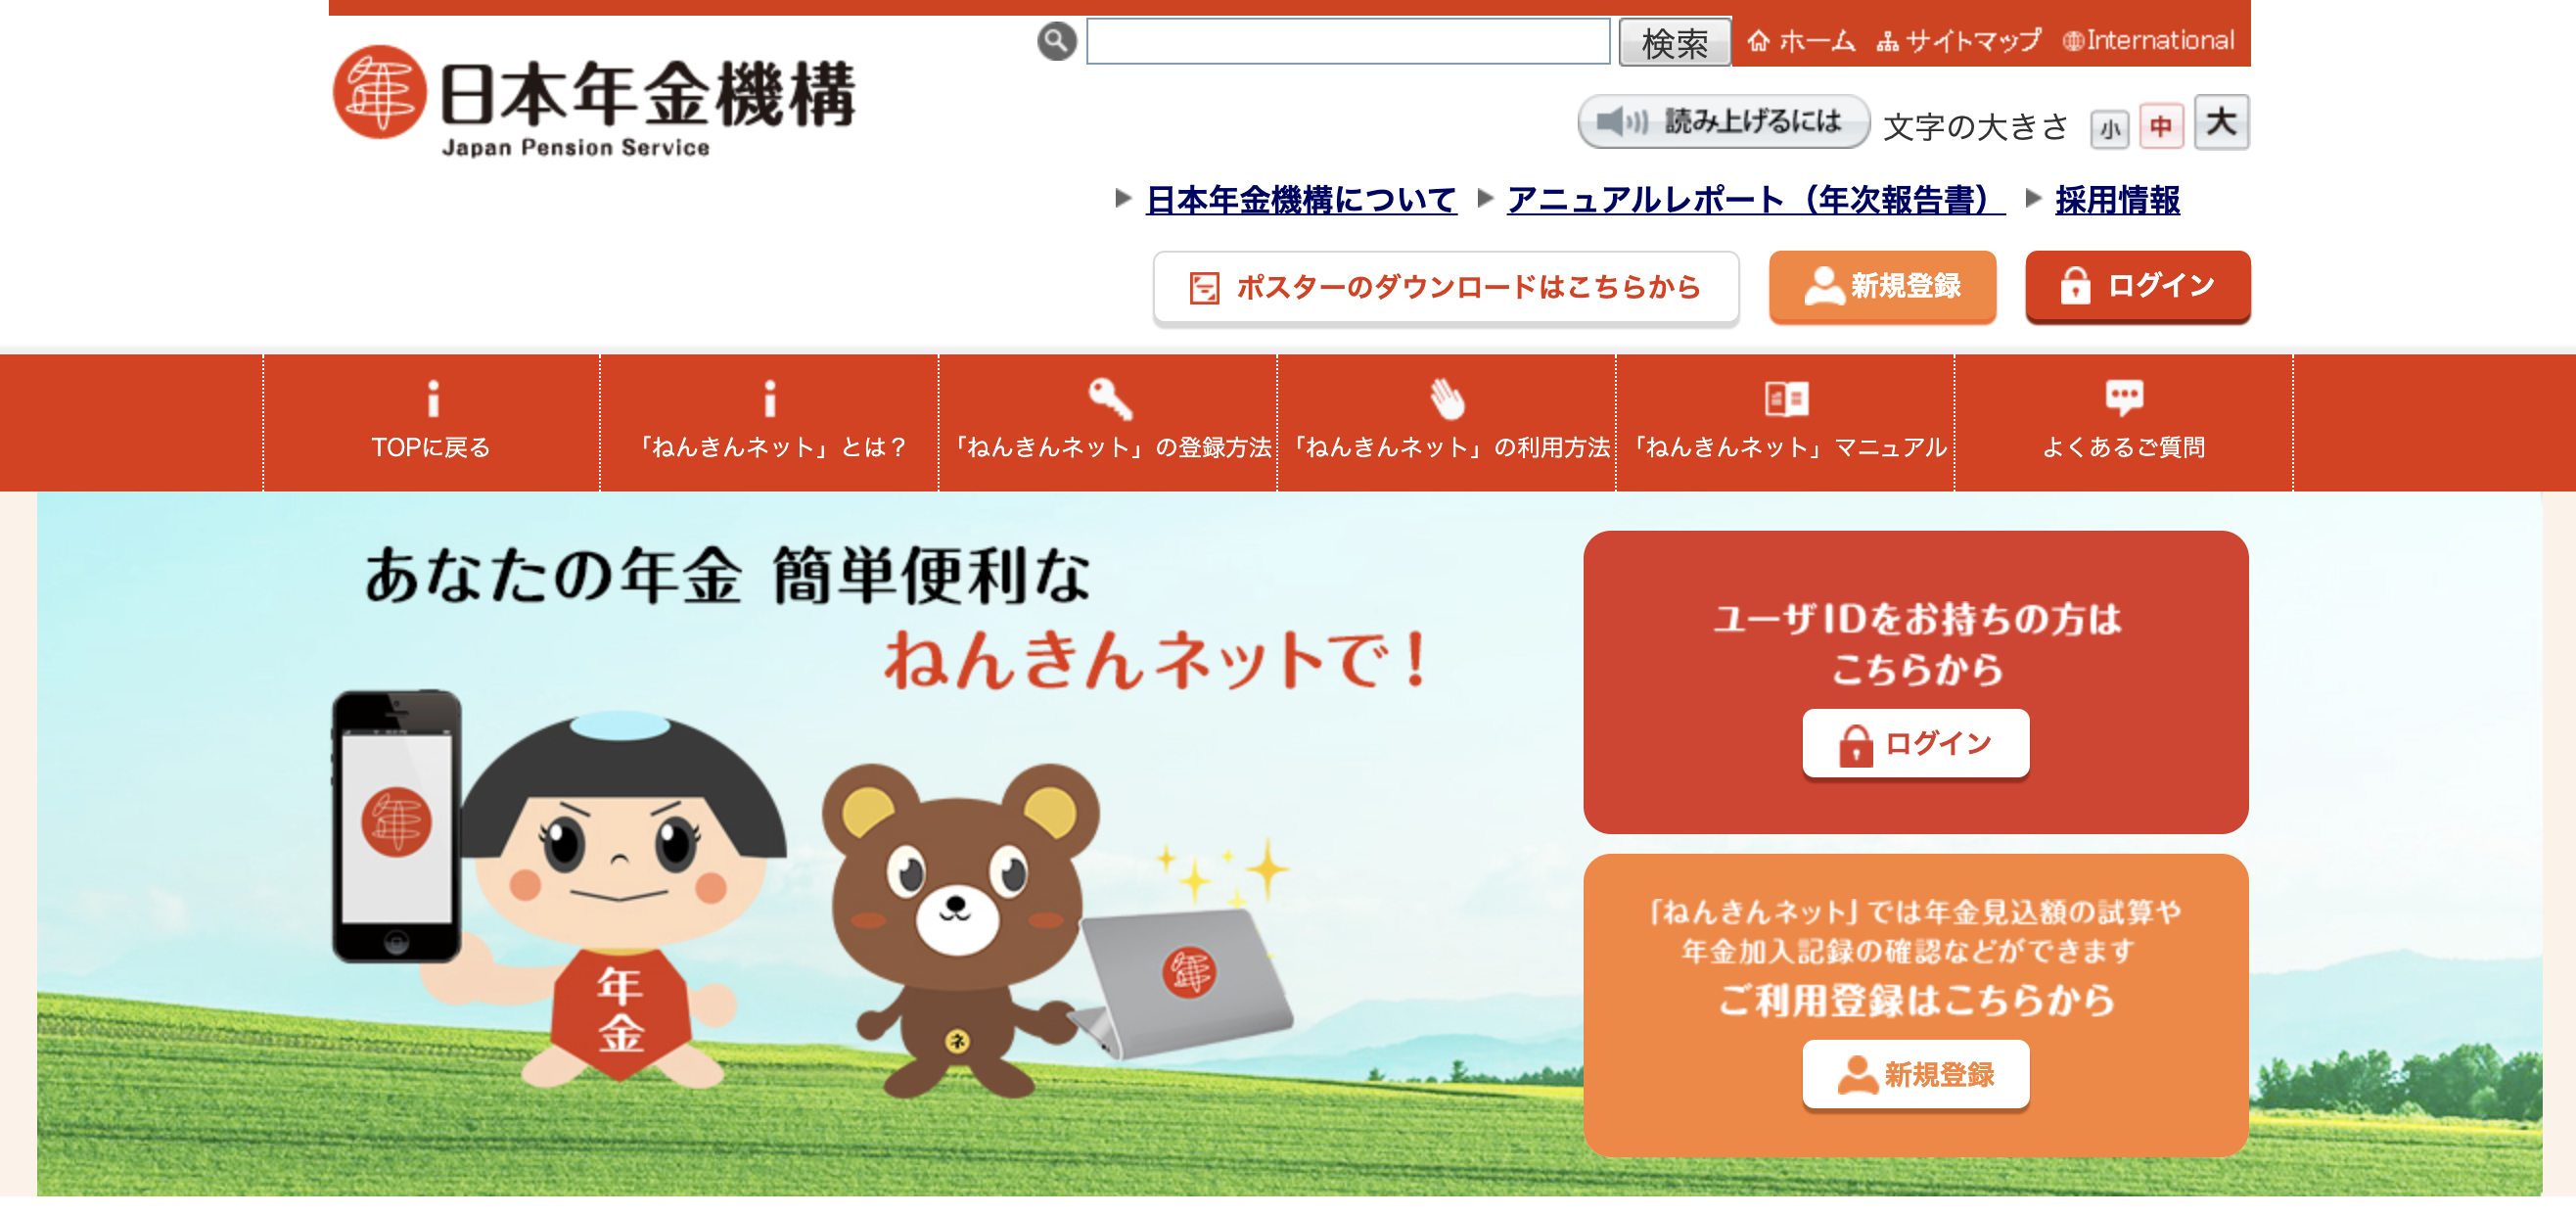 日本年金機構
Japan Pension Service
検索
ホーム サイトマップ International
読み上げるには 文字の大きさ 小 中 大
日本年金機構について アニュアルレポート（年次報告書） 採用情報
ポスターのダウンロードはこちらから 新規登録 ログイン
TOPに戻る 「ねんきんネット」とは？ 「ねんきんネット」の登録方法 「ねんきんネット」の利用方法 「ねんきんネット」マニュアル よくあるご質問
あなたの年金 簡単便利な
ねんきんネットで！
年金
ネ
ユーザIDをお持ちの方は
こちらから
ログイン
「ねんきんネット」では年金見込額の試算や
年金加入記録の確認などができます
ご利用登録はこちらから
新規登録